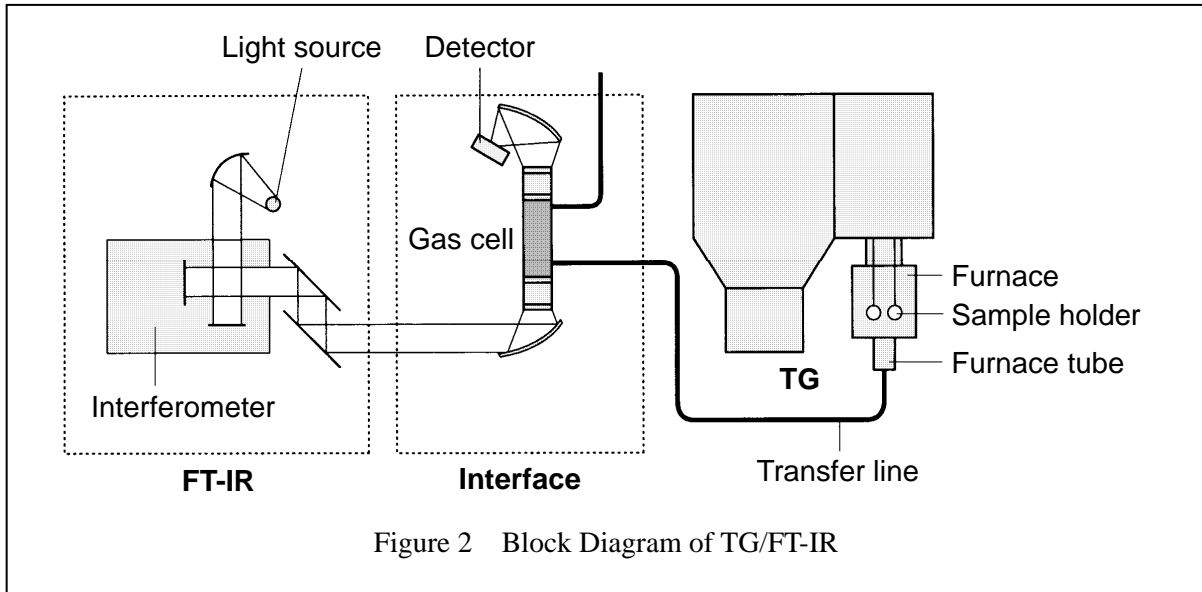 Light source
Detector
Gas cell
Furnace
Sample holder
Furnace tube
TG
Interferometer
Transfer line
FT-IR
Interface
Figure 2 Block Diagram of TG/FT-IR